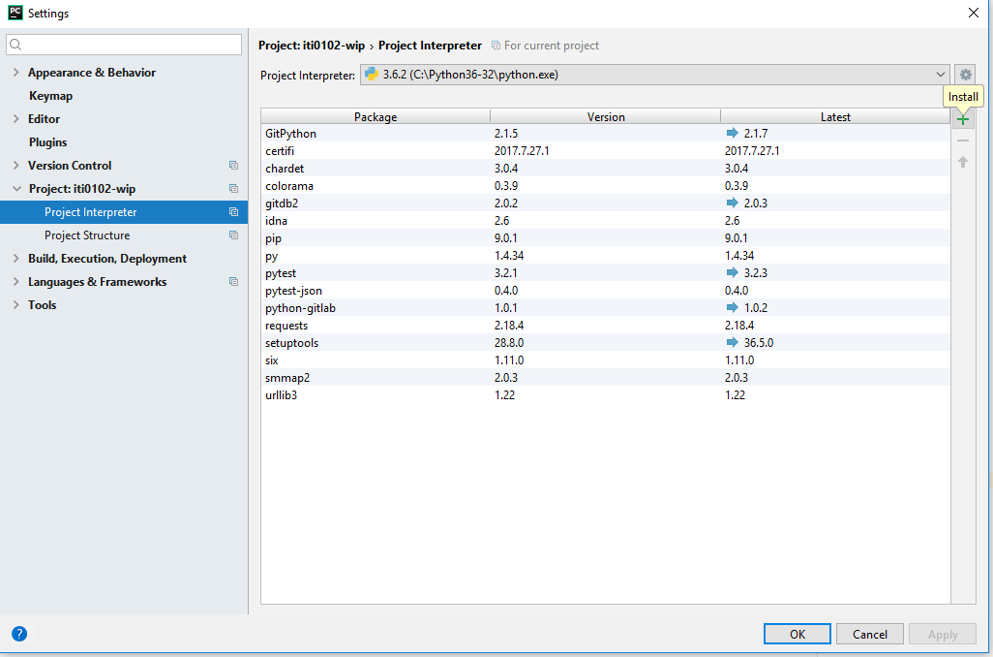 PC Settings
Project: iti0102-wip › Project Interpreter For current project
Appearance & Behavior
Keymap
Editor
Plugins
Version Control
Project: iti0102-wip
Project Interpreter
Project Structure
Build, Execution, Deployment
Languages & Frameworks
Tools
Project Interpreter: 3.6.2 (C:\Python36-32\python.exe)
Install
Package Version Latest
GitPython 2.1.5 2.1.7
certifi 2017.7.27.1 2017.7.27.1
chardet 3.0.4 3.0.4
colorama 0.3.9 0.3.9
gitdb2 2.0.2 2.0.3
idna 2.6 2.6
pip 9.0.1 9.0.1
py 1.4.34 1.4.34
pytest 3.2.1 3.2.3
pytest-json 0.4.0 0.4.0
python-gitlab 1.0.1 1.0.2
requests 2.18.4 2.18.4
setuptools 28.8.0 36.5.0
six 1.11.0 1.11.0
smmap2 2.0.3 2.0.3
urllib3 1.22 1.22
? OK Cancel Apply